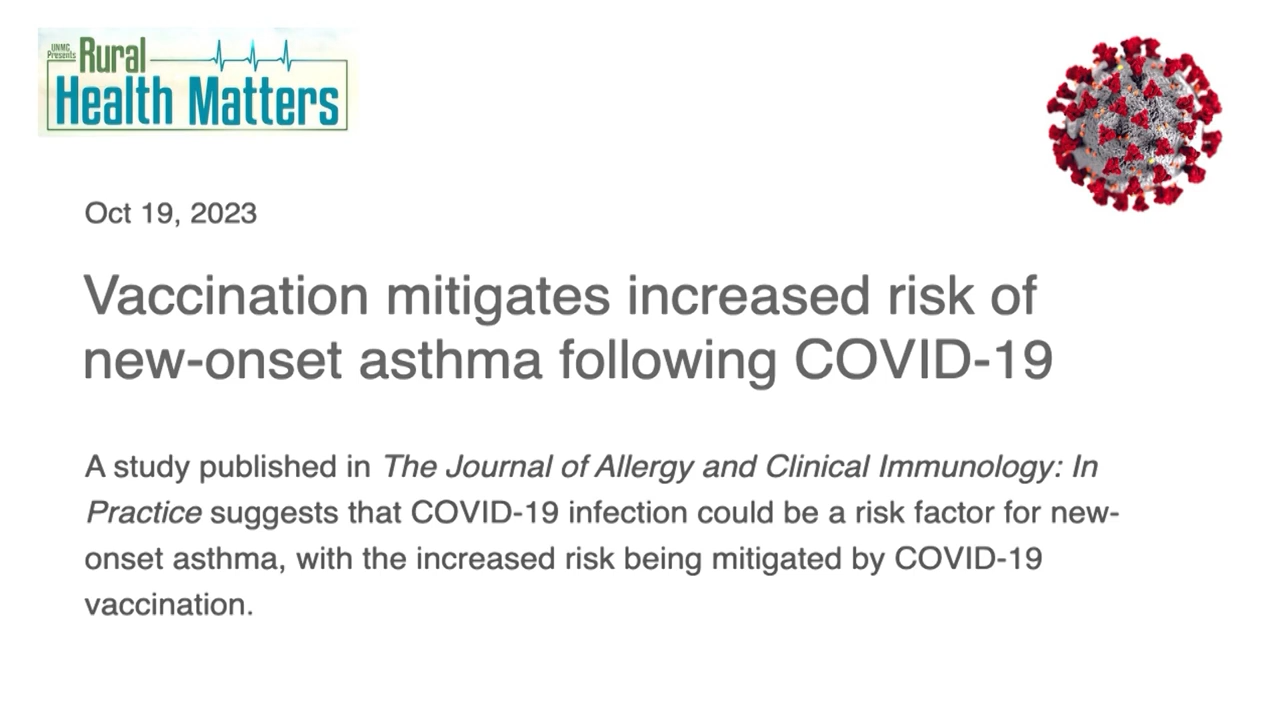 UNMC
Presents
Rural
Health Matters
Oct 19, 2023
Vaccination mitigates increased risk of
new-onset asthma following COVID-19
A study published in The Journal of Allergy and Clinical Immunology: In
Practice suggests that COVID-19 infection could be a risk factor for new-
onset asthma, with the increased risk being mitigated by COVID-19
vaccination.